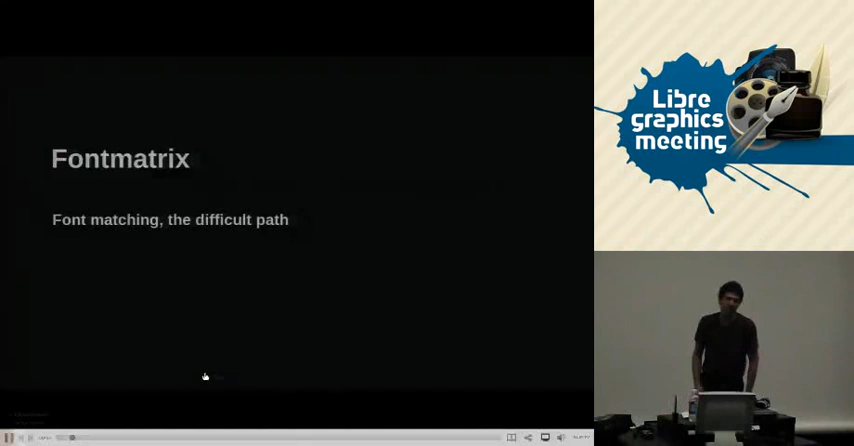 Fontmatrix
Font matching, the difficult path
Libre
graphics
meeting